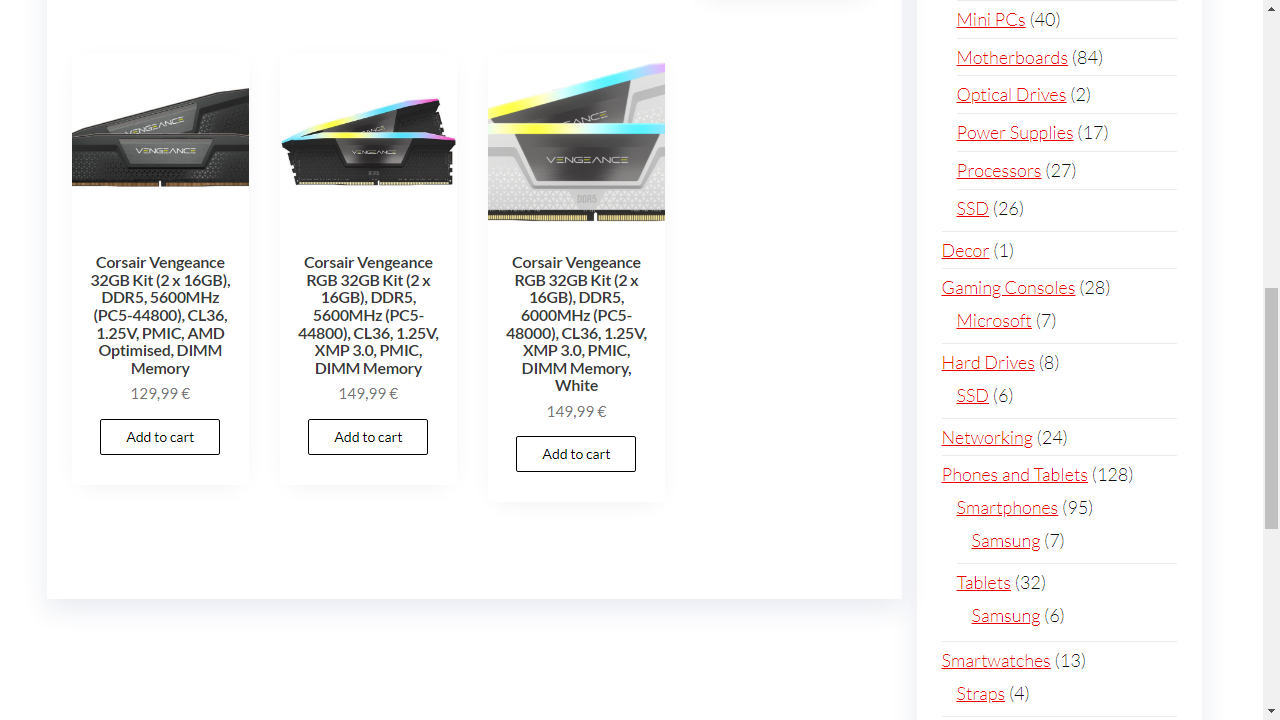 VENGEANCE
VENGEANCE
VENGEANCE
DDR5
Corsair Vengeance
32GB Kit (2 x 16GB),
DDR5, 5600MHz
(PC5-44800), CL36,
1.25V, PMIC, AMD
Optimised, DIMM
Memory
129,99 €
Add to cart
Corsair Vengeance
RGB 32GB Kit (2 x
16GB), DDR5,
5600MHz (PC5-
44800), CL36, 1.25V,
XMP 3.0, PMIC,
DIMM Memory
149,99 €
Add to cart
Corsair Vengeance
RGB 32GB Kit (2 x
16GB), DDR5,
6000MHz (PC5-
48000), CL36, 1.25V,
XMP 3.0, PMIC,
DIMM Memory,
White
149,99 €
Add to cart
Mini PCs (40)
Motherboards (84)
Optical Drives (2)
Power Supplies (17)
Processors (27)
SSD (26)
Decor (1)
Gaming Consoles (28)
Microsoft (7)
Hard Drives (8)
SSD (6)
Networking (24)
Phones and Tablets (128)
Smartphones (95)
Samsung (7)
Tablets (32)
Samsung (6)
Smartwatches (13)
Straps (4)